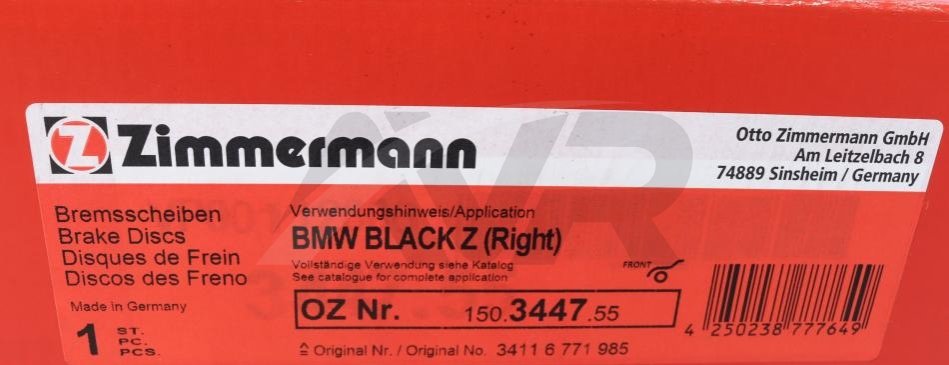 Z Zimmermann
Otto Zimmermann GmbH
Am Leitzelbach 8
74889 Sinsheim / Germany
Bremsscheiben
Brake Discs
Disques de Frein
Discos des Freno
Made in Germany
1 ST.
PC.
PCS.
Verwendungshinweis/Application
BMW BLACK Z (Right)
Vollständige Verwendung siehe Katalog
See catalogue for complete application
FRONT
OZ Nr. 150.3447.55
≙ Original Nr. / Original No. 3411 6 771 985
4 250238 777649
AVR